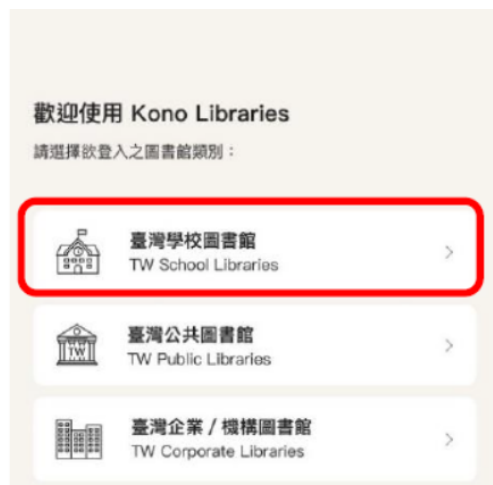 歡迎使用 Kono Libraries
請選擇欲登入之圖書館類別：
臺灣學校圖書館
TW School Libraries
TW
臺灣公共圖書館
TW Public Libraries
臺灣企業 / 機構圖書館
TW Corporate Libraries